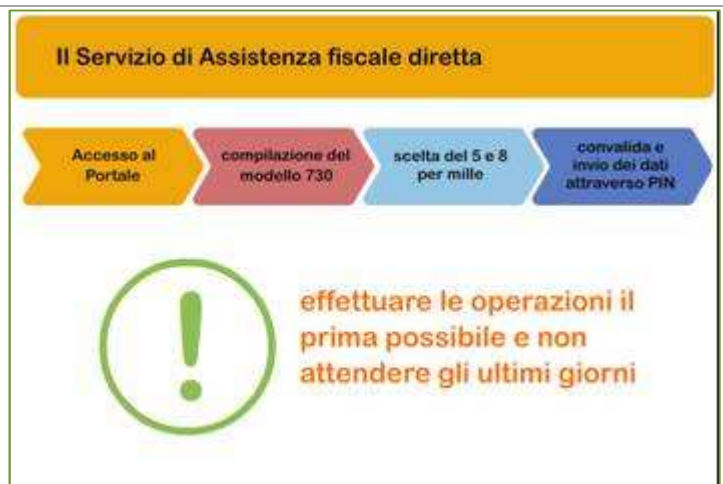 Il Servizio di Assistenza fiscale diretta
Accesso al
Portale
compilazione del
modello 730
scelta del 5 e 8
per mille
convalida e
invio dei dati
attraverso PIN
!
effettuare le operazioni il
prima possibile e non
attendere gli ultimi giorni